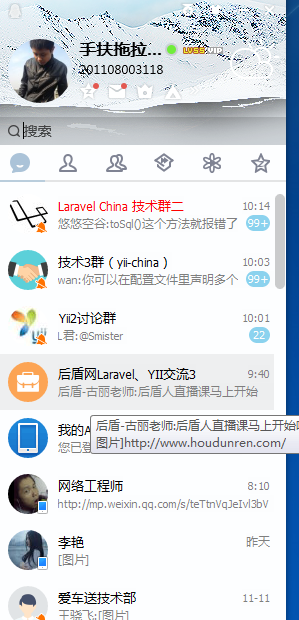 手扶拖拉...
LV85.VIP
201108003118
搜索
Laravel China 技术群二 10:14
悠悠空谷:toSql()这个方法就报错了 99+
技术3群（yii-china） 10:03
wan:你可以在配置文件里声明多个 99+
Yii2讨论群 10:01
L君:@Smister 22
后盾网Laravel、YII交流3 9:40
后盾-古丽老师:后盾人直播课马上开始
我的A
您已登
后盾-古丽老师:后盾人直播课马上开始
图片]http://www.houdunren.com/
网络工程师 8:10
http://mp.weixin.qq.com/s/teTtnVqJeIvl3bV
李艳 昨天
[图片]
爱车送技术部 11-11
王骁飞:[图片]